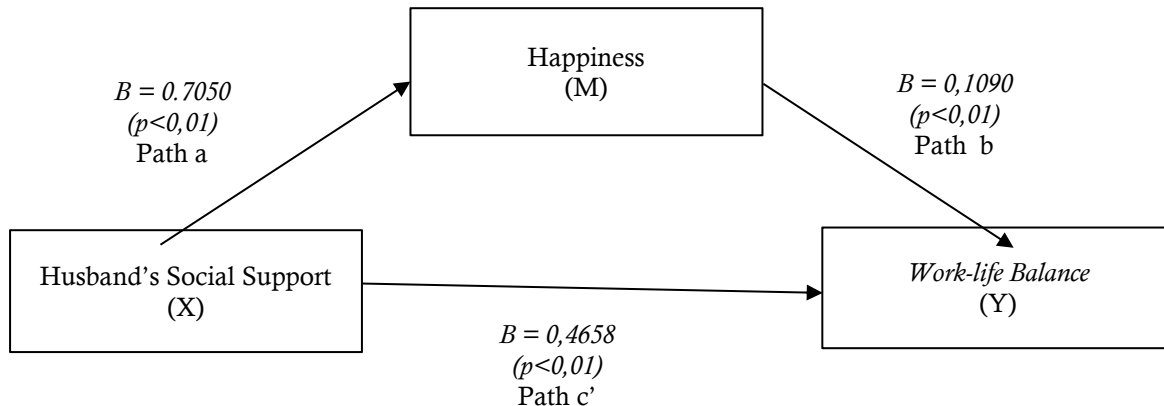 Happiness
(M)
B = 0.7050
(p<0,01)
Path a
B = 0,1090
(p<0,01)
Path b
Husband’s Social Support
(X)
Work-life Balance
(Y)
B = 0,4658
(p<0,01)
Path c’